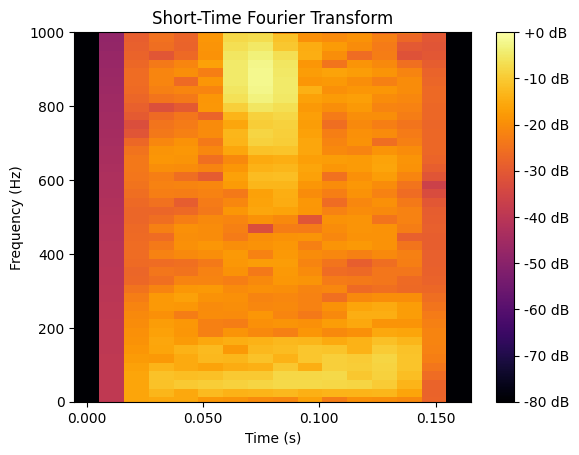 Short-Time Fourier Transform
1000
800
600
400
200
0
Frequency (Hz)
0.000
0.050
0.100
0.150
Time (s)
+0 dB
-10 dB
-20 dB
-30 dB
-40 dB
-50 dB
-60 dB
-70 dB
-80 dB